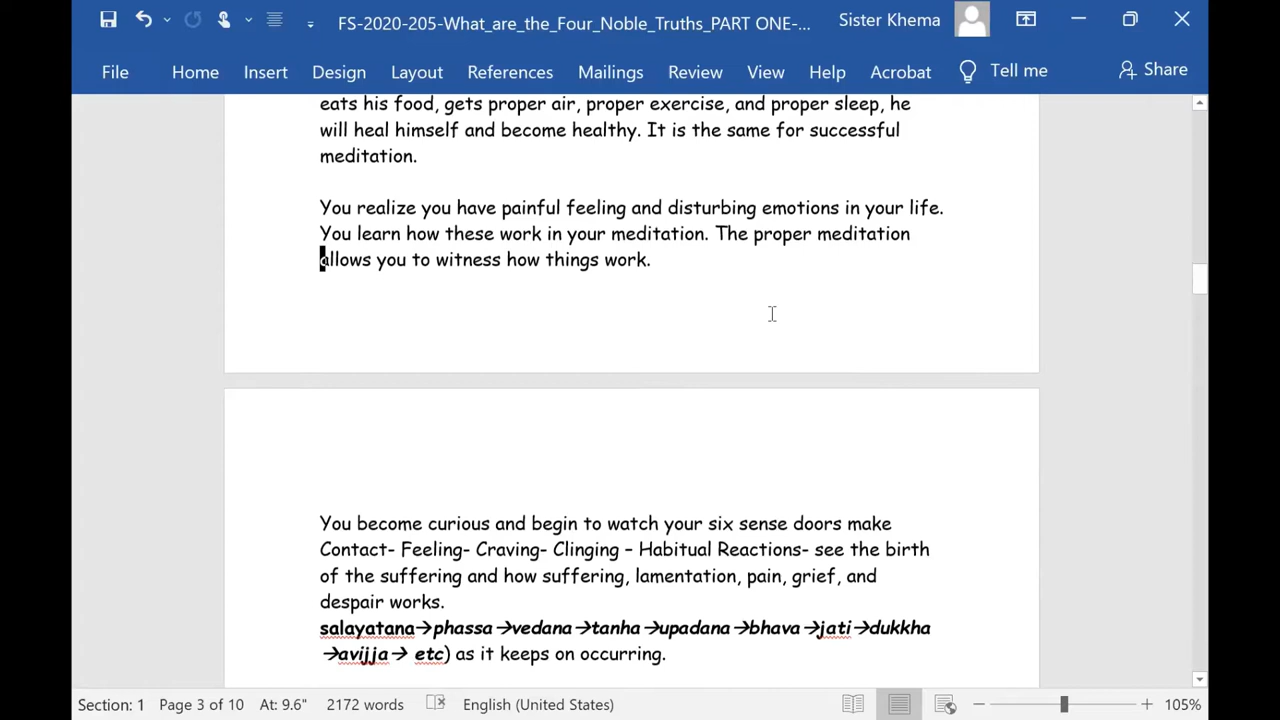 FS-2020-205-What_are_the_Four_Noble_Truths_PART ONE-...
Sister Khema
File Home Insert Design Layout References Mailings Review View Help Acrobat Tell me Share
eats his food, gets proper air, proper exercise, and proper sleep, he
will heal himself and become healthy. It is the same for successful
meditation.
You realize you have painful feeling and disturbing emotions in your life.
You learn how these work in your meditation. The proper meditation
allows you to witness how things work.
You become curious and begin to watch your six sense doors make
Contact- Feeling- Craving- Clinging – Habitual Reactions- see the birth
of the suffering and how suffering, lamentation, pain, grief, and
despair works.
salayatana→phassa→vedana→tanha→upadana→bhava→jati→dukkha
→avijja→ etc) as it keeps on occurring.
Section: 1 Page 3 of 10 At: 9.6" 2172 words English (United States) 105%